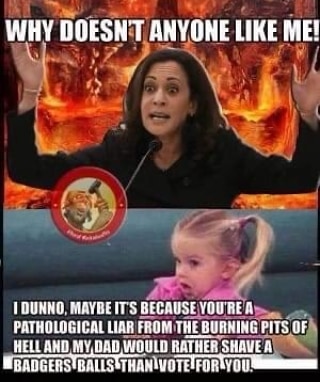 WHY DOESN'T ANYONE LIKE ME!
I DUNNO, MAYBE IT'S BECAUSE YOU'RE A
PATHOLOGICAL LIAR FROM THE BURNING PITS OF
HELL AND MY DAD WOULD RATHER SHAVE A
BADGERS BALLS THAN VOTE FOR YOU.